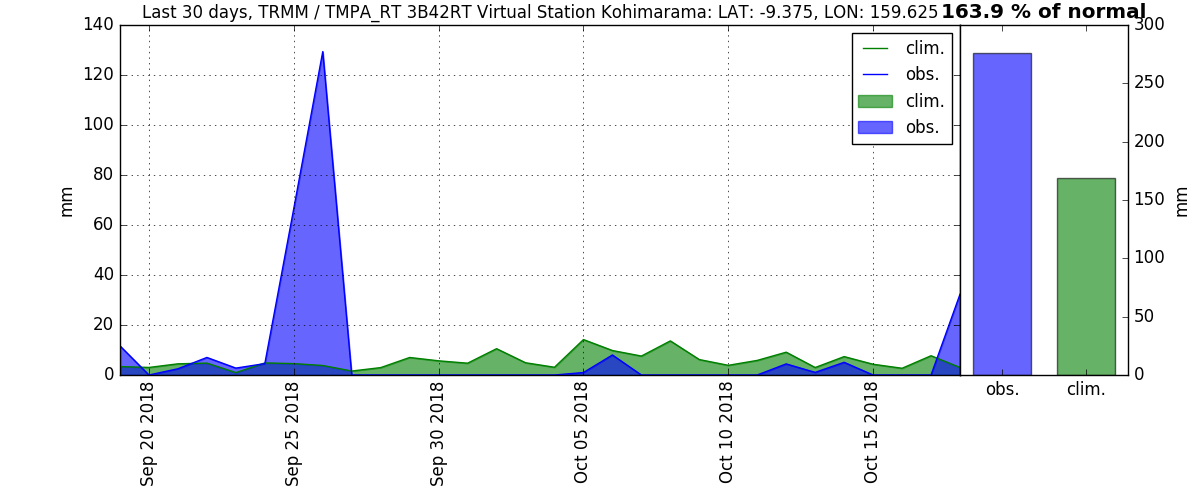 Last 30 days, TRMM / TMPA_RT 3B42RT Virtual Station Kohimarama: LAT: -9.375, LON: 159.625 163.9 % of normal
140
120
100
80
60
40
20
0
mm
clim.
obs.
clim.
obs.
300
250
200
150
100
50
0
mm
obs. clim.
Sep 20 2018
Sep 25 2018
Sep 30 2018
Oct 05 2018
Oct 10 2018
Oct 15 2018